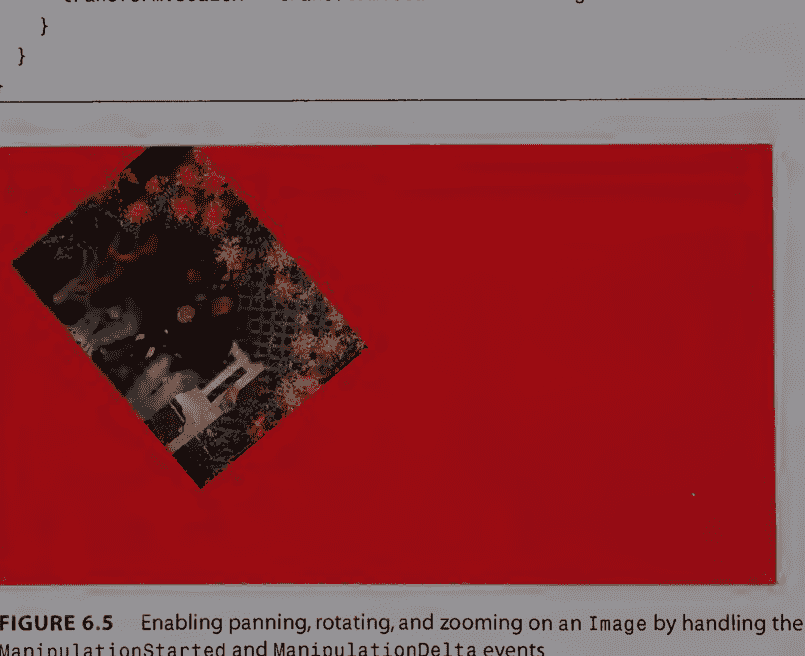 }
}
FIGURE 6.5 Enabling panning, rotating, and zooming on an Image by handling the
ManipulationStarted and ManipulationDelta events